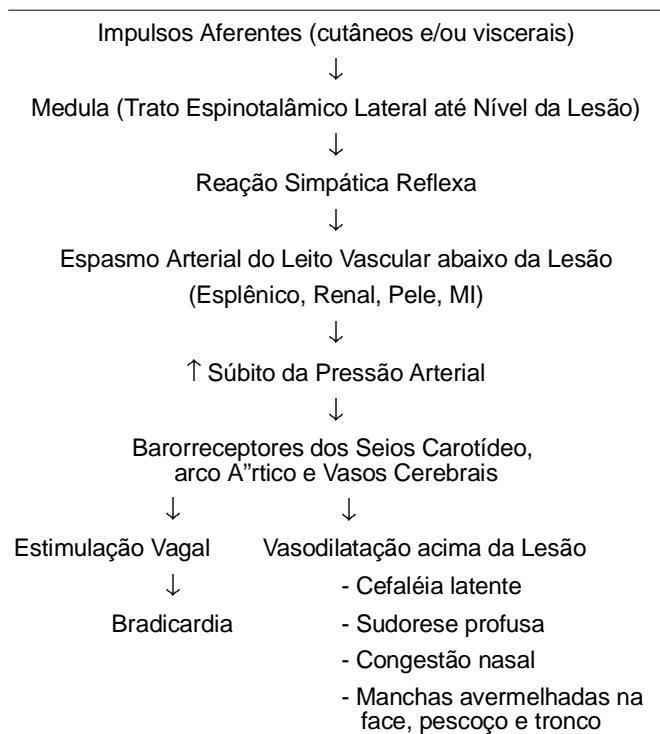 Impulsos Aferentes (cutâneos e/ou viscerais)
↓
Medula (Trato Espinotalâmico Lateral até Nível da Lesão)
↓
Reação Simpática Reflexa
↓
Espasmo Arterial do Leito Vascular abaixo da Lesão
(Esplênico, Renal, Pele, MI)
↓
↑ Súbito da Pressão Arterial
↓
Barorreceptores dos Seios Carotídeo,
arco A"rtico e Vasos Cerebrais
↓ ↓
Estimulação Vagal Vasodilatação acima da Lesão
↓ - Cefaléia latente
Bradicardia - Sudorese profusa
- Congestão nasal
- Manchas avermelhadas na
face, pescoço e tronco